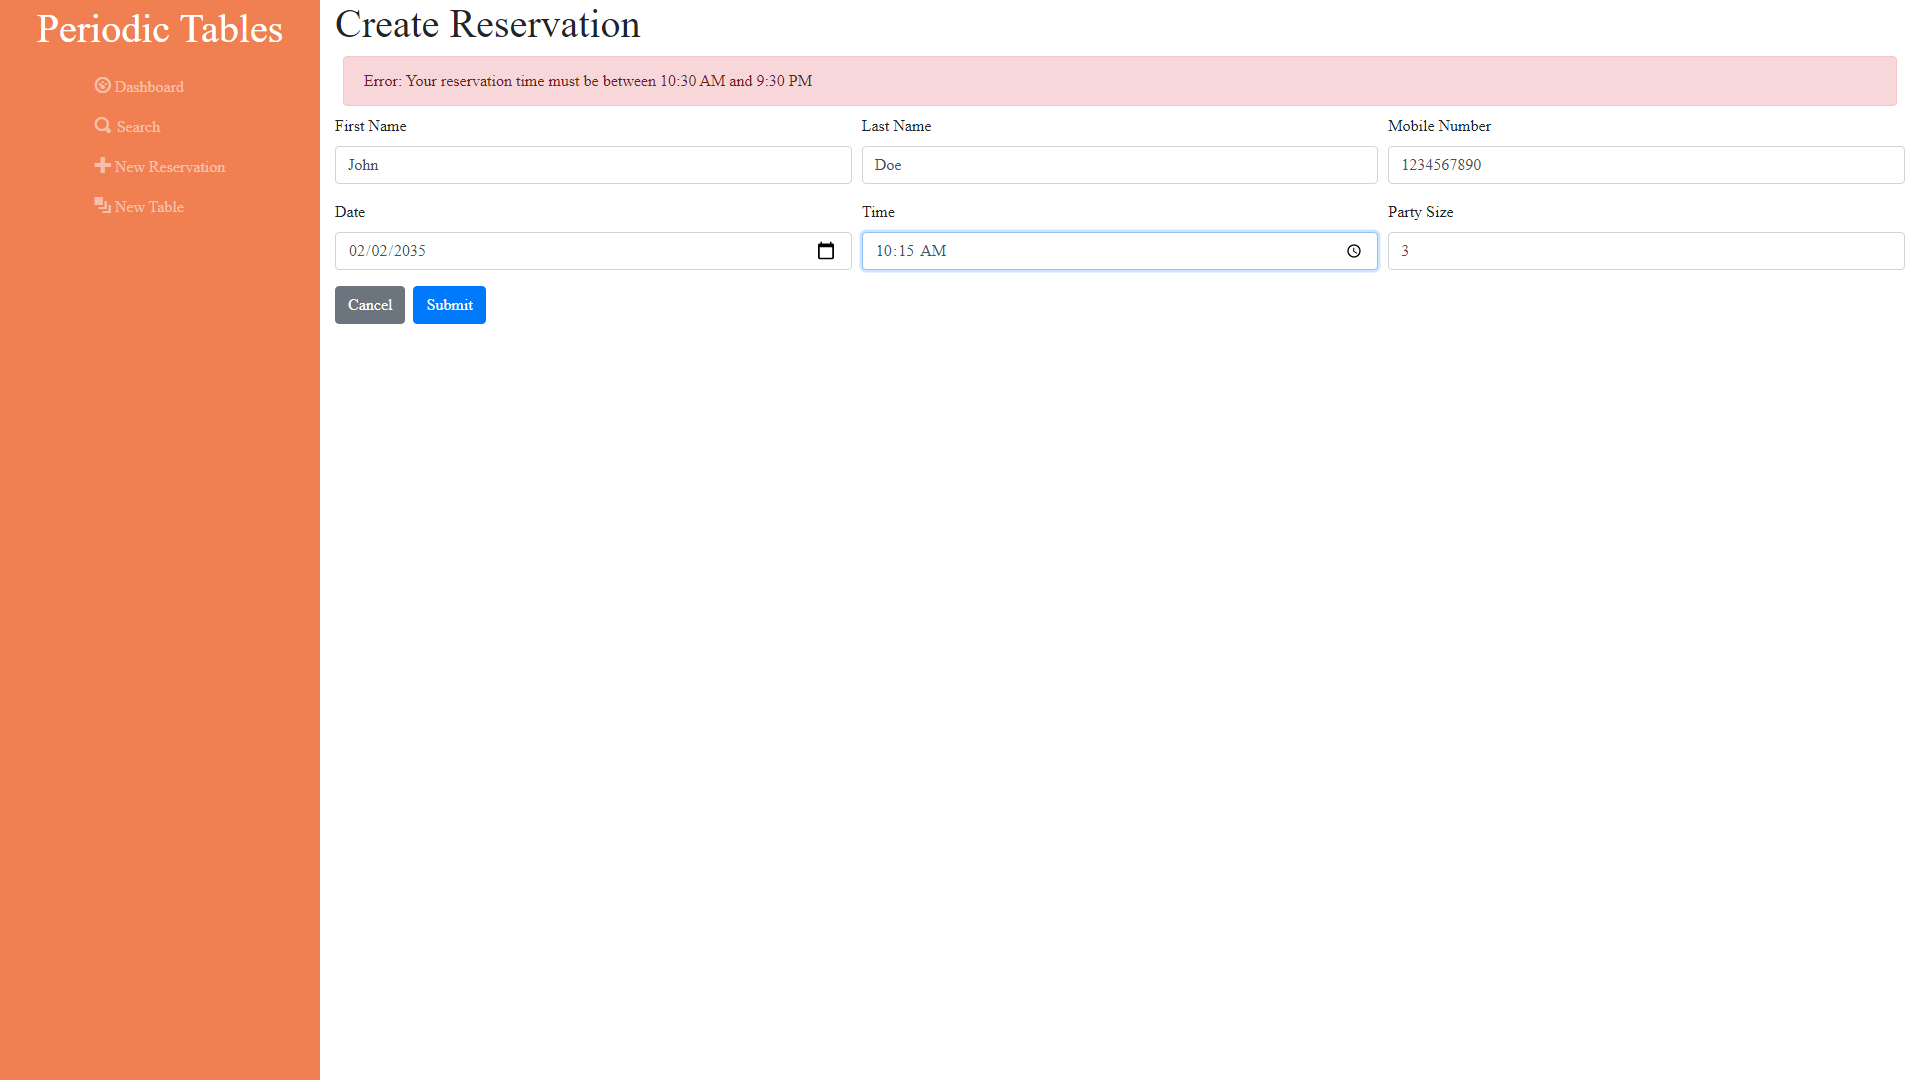 Periodic Tables
Dashboard
Search
New Reservation
New Table
Create Reservation
Error: Your reservation time must be between 10:30 AM and 9:30 PM
First Name
Last Name
Mobile Number
John
Doe
1234567890
Date
Time
Party Size
02/02/2035
10:15 AM
3
Cancel
Submit